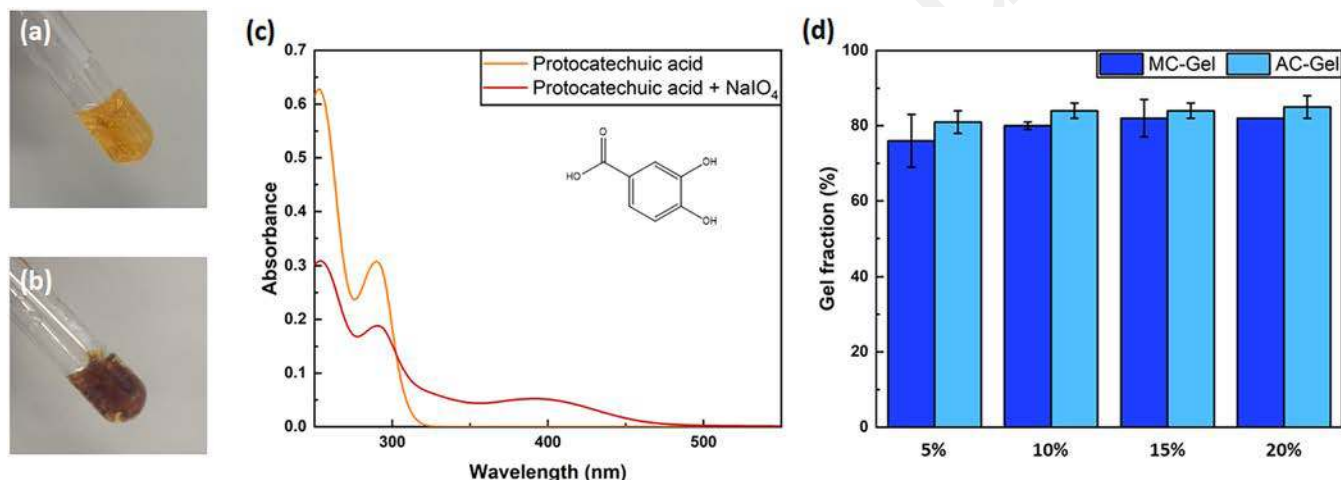 (a)
(b)
(c)
Absorbance
0.7
0.6
0.5
0.4
0.3
0.2
0.1
0.0
300
400
500
Wavelength (nm)
Protocatechuic acid
Protocatechuic acid + NaIO₄
O
HO
OH
OH
(d)
Gel fraction (%)
100
80
60
40
20
0
5%
10%
15%
20%
MC-Gel
AC-Gel